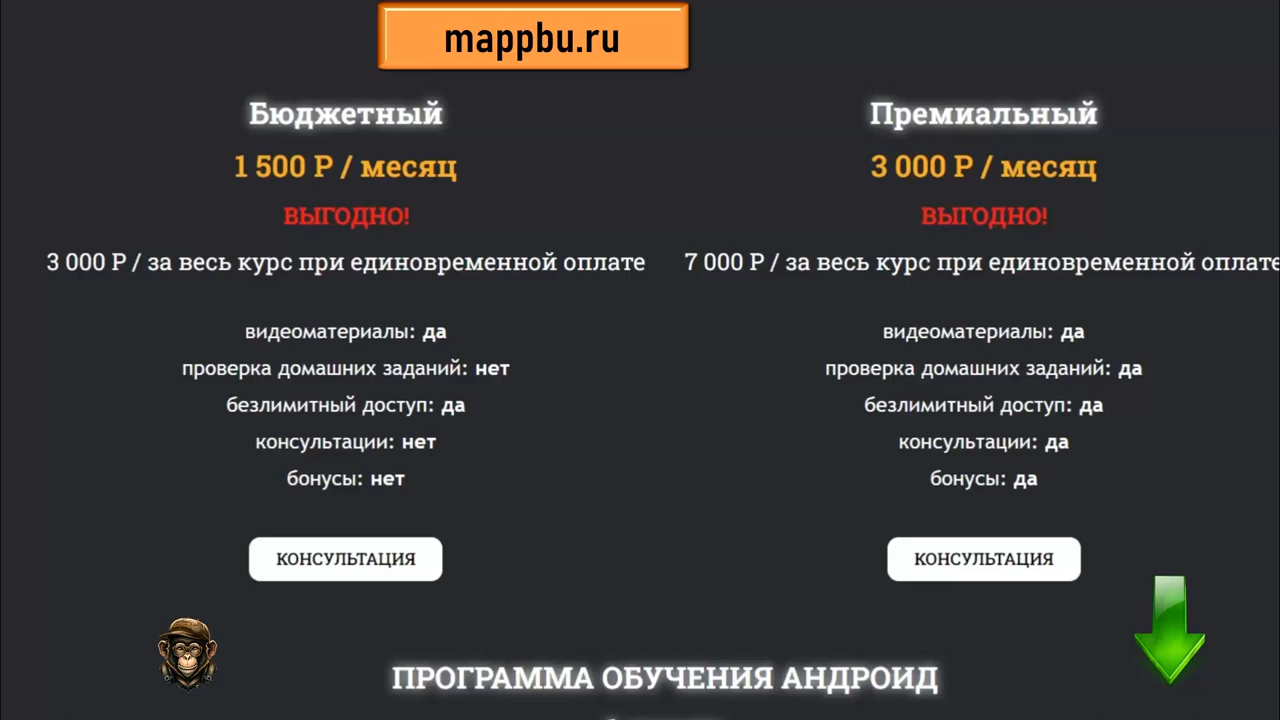 mappbu.ru
Бюджетный
1 500 Р / месяц
ВЫГОДНО!
3 000 Р / за весь курс при единовременной оплате
видеоматериалы: да
проверка домашних заданий: нет
безлимитный доступ: да
консультации: нет
бонусы: нет
КОНСУЛЬТАЦИЯ
Премиальный
3 000 Р / месяц
ВЫГОДНО!
7 000 Р / за весь курс при единовременной оплате
видеоматериалы: да
проверка домашних заданий: да
безлимитный доступ: да
консультации: да
бонусы: да
КОНСУЛЬТАЦИЯ
ПРОГРАММА ОБУЧЕНИЯ АНДРОИД